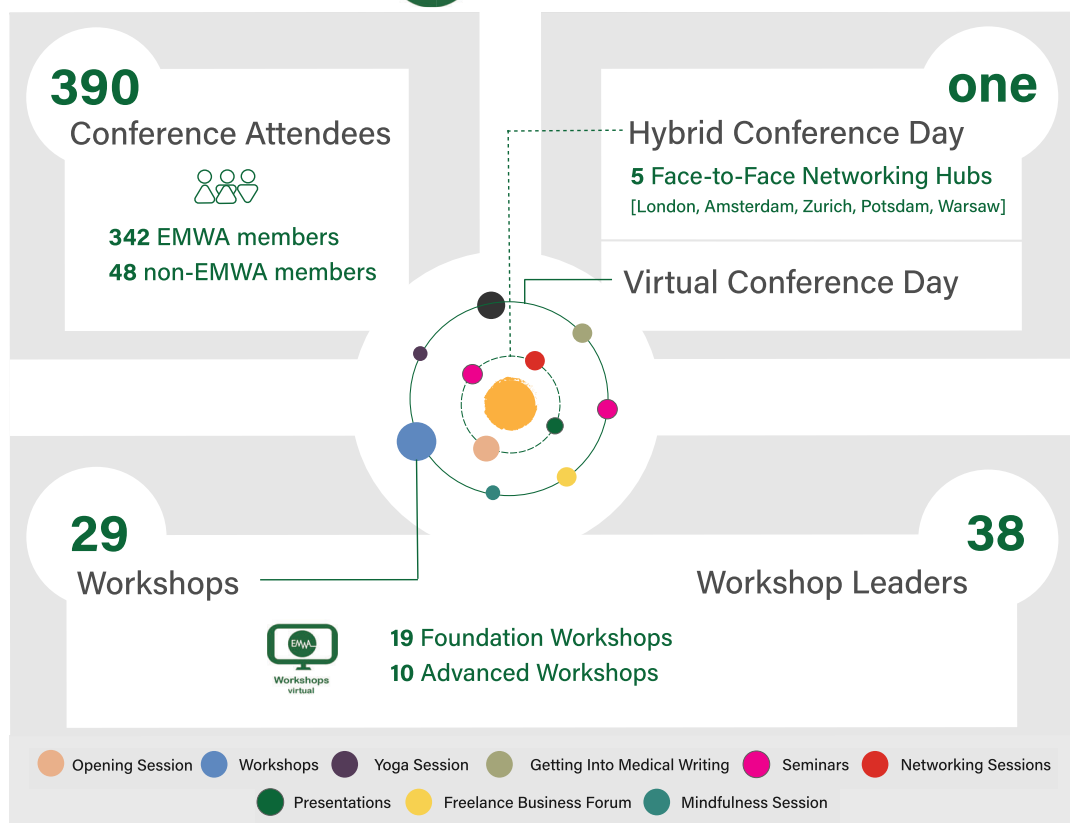 390
Conference Attendees
342 EMWA members
48 non-EMWA members
one
Hybrid Conference Day
5 Face-to-Face Networking Hubs
[London, Amsterdam, Zurich, Potsdam, Warsaw]
Virtual Conference Day
29
Workshops
38
Workshop Leaders
EMWA
Workshops
virtual
19 Foundation Workshops
10 Advanced Workshops
Opening Session
Workshops
Yoga Session
Getting Into Medical Writing
Seminars
Networking Sessions
Presentations
Freelance Business Forum
Mindfulness Session